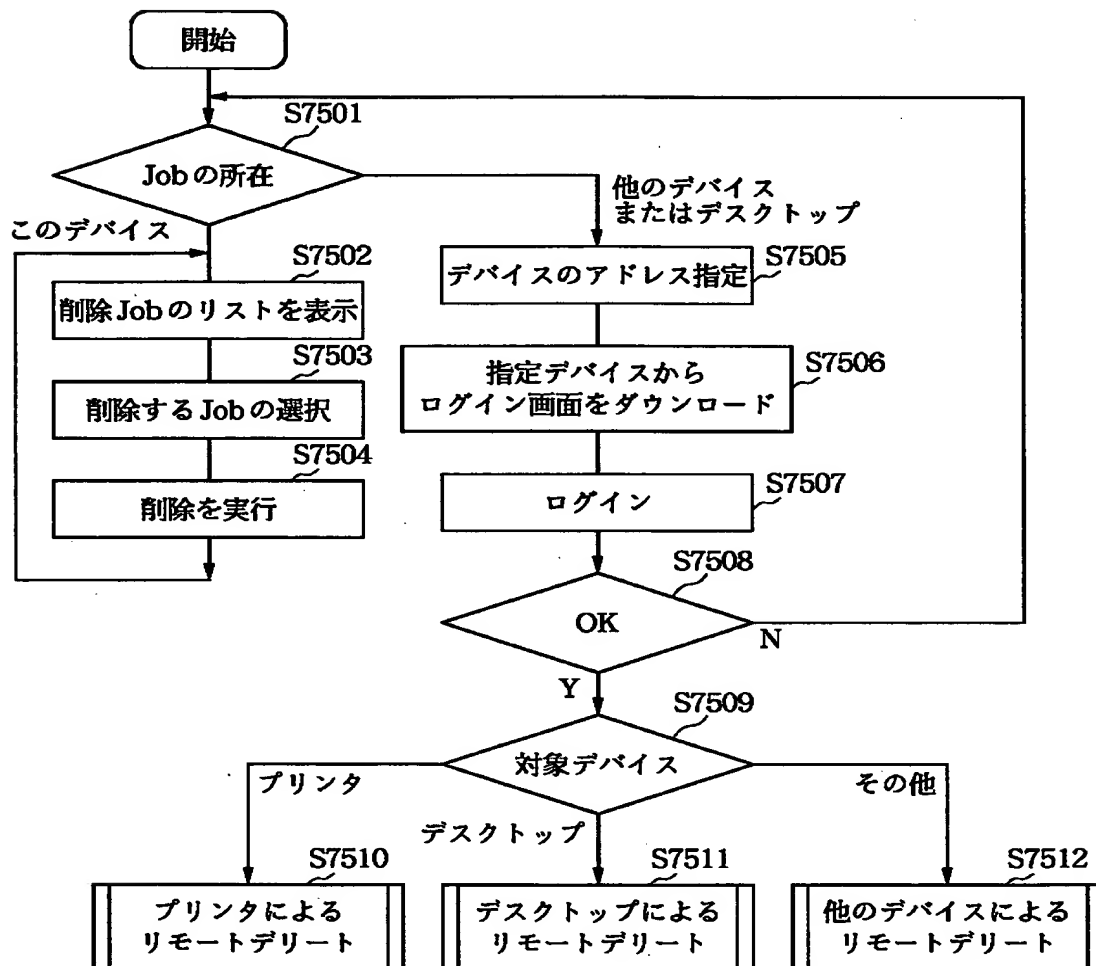 開始
S7501
Jobの所在
他のデバイス
またはデスクトップ
このデバイス
S7502
削除Jobのリストを表示
S7503
削除するJobの選択
S7504
削除を実行
S7505
デバイスのアドレス指定
S7506
指定デバイスから
ログイン画面をダウンロード
S7507
ログイン
S7508
OK
N
Y
S7509
対象デバイス
プリンタ
デスクトップ
その他
S7510
プリンタによる
リモートデリート
S7511
デスクトップによる
リモートデリート
S7512
他のデバイスによる
リモートデリート